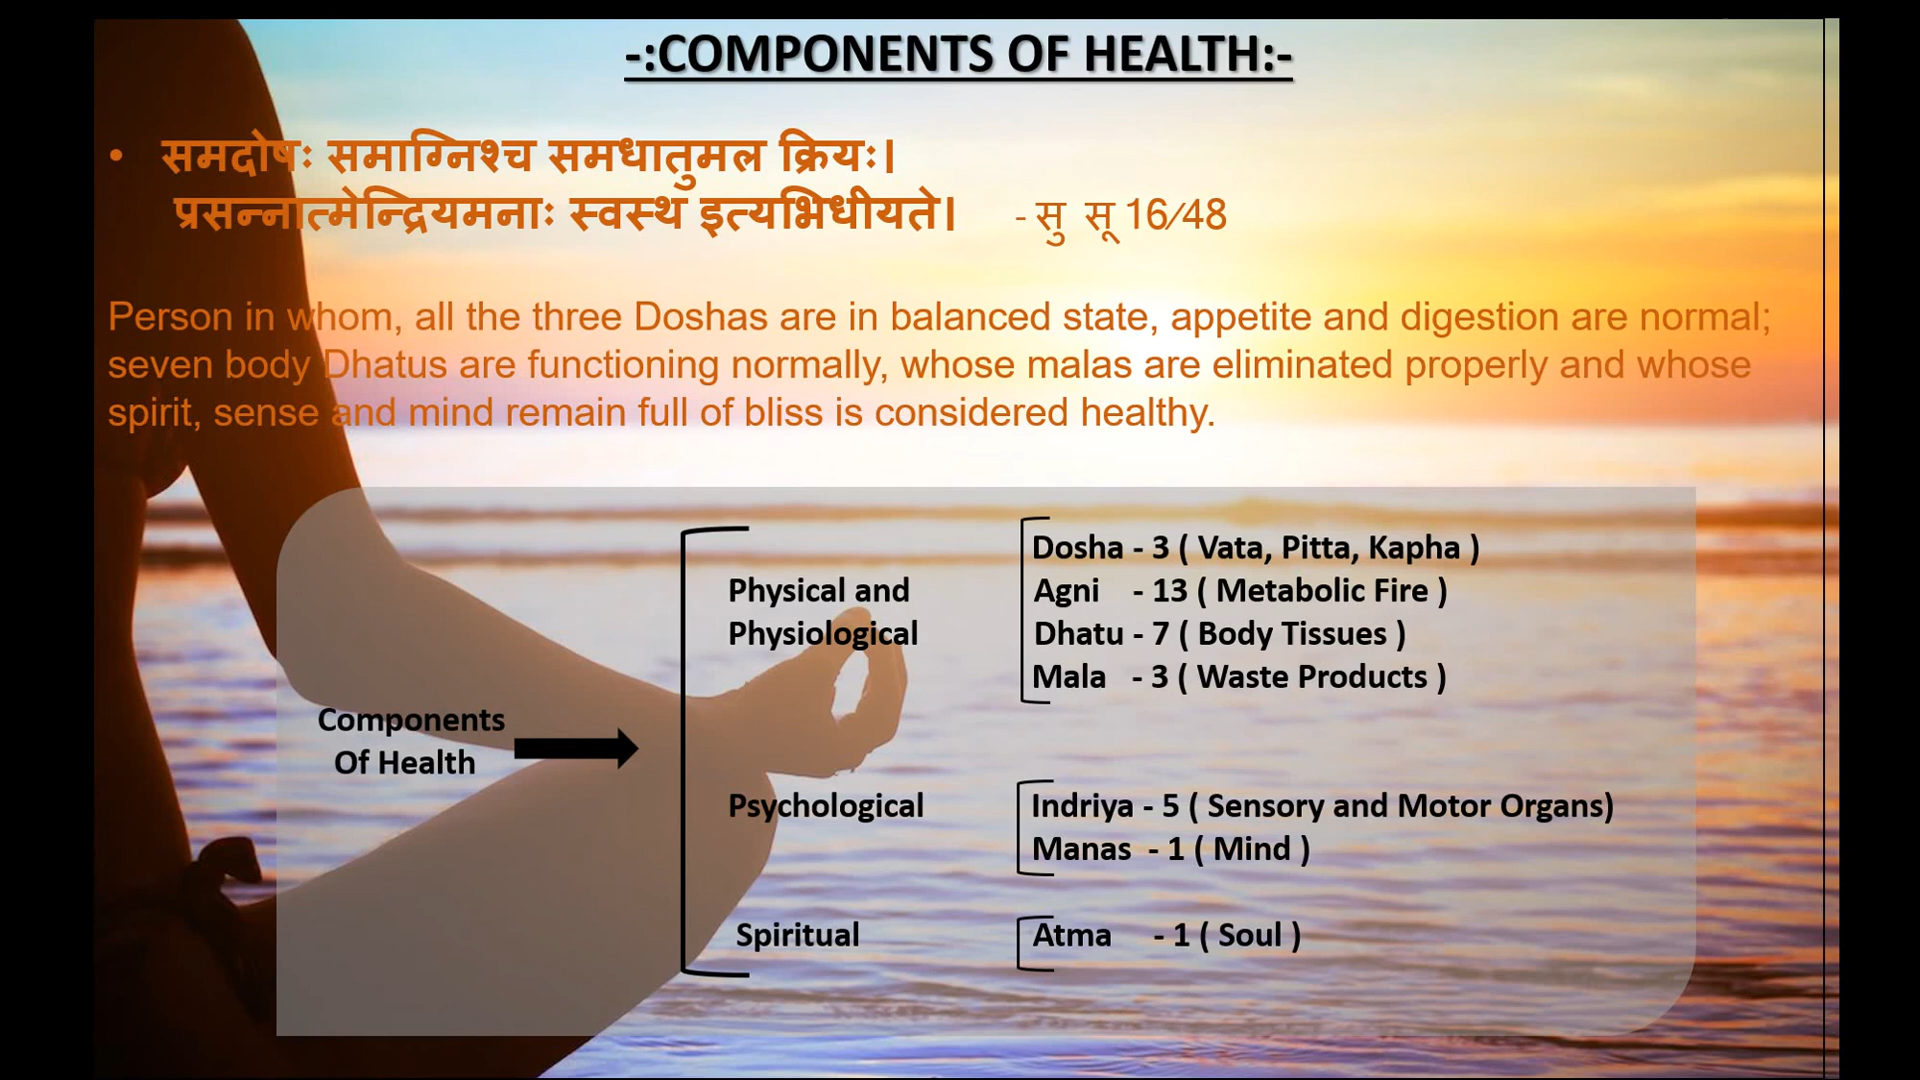 -:COMPONENTS OF HEALTH:-
• समदोषः समाग्निश्च समधातुमल क्रियः।
प्रसन्नात्मेन्द्रियमनाः स्वस्थ इत्यभिधीयते। - सु सू 16/48
Person in whom, all the three Doshas are in balanced state, appetite and digestion are normal;
seven body Dhatus are functioning normally, whose malas are eliminated properly and whose
spirit, sense and mind remain full of bliss is considered healthy.
Components
Of Health
Physical and
Physiological
Dosha - 3 ( Vata, Pitta, Kapha )
Agni - 13 ( Metabolic Fire )
Dhatu - 7 ( Body Tissues )
Mala - 3 ( Waste Products )
Psychological
Indriya - 5 ( Sensory and Motor Organs)
Manas - 1 ( Mind )
Spiritual
Atma - 1 ( Soul )